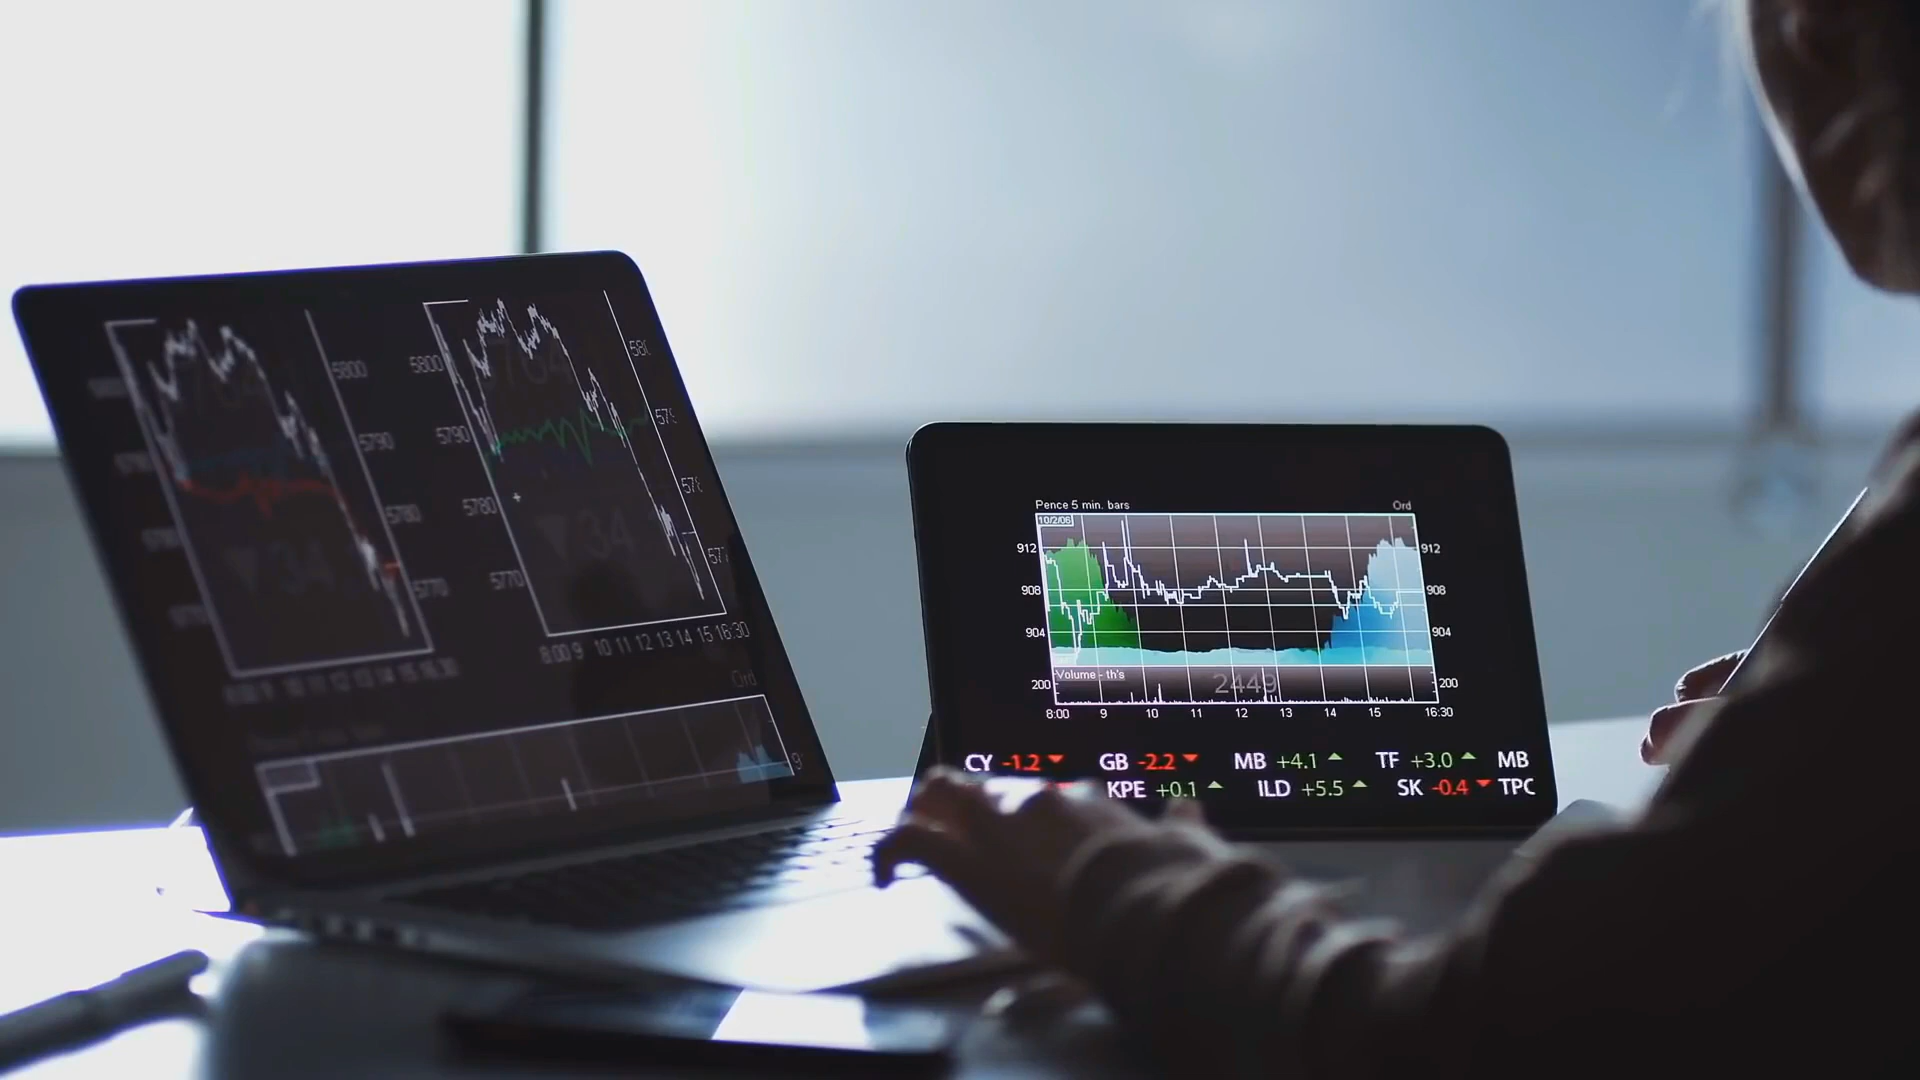 5800
5790
5780
5770
5800
5790
5780
5770
34
34
8:00 9 10 11 12 13 14 15 16:30
Ord
Pence 5 min. bars Ord
10/2/06
912 912
908 908
904 904
Volume - th's
2449
200 200
8:00 9 10 11 12 13 14 15 16:30
CY -1.2 GB -2.2 MB +4.1 TF +3.0 MB
KPE +0.1 ILD +5.5 SK -0.4 TPC